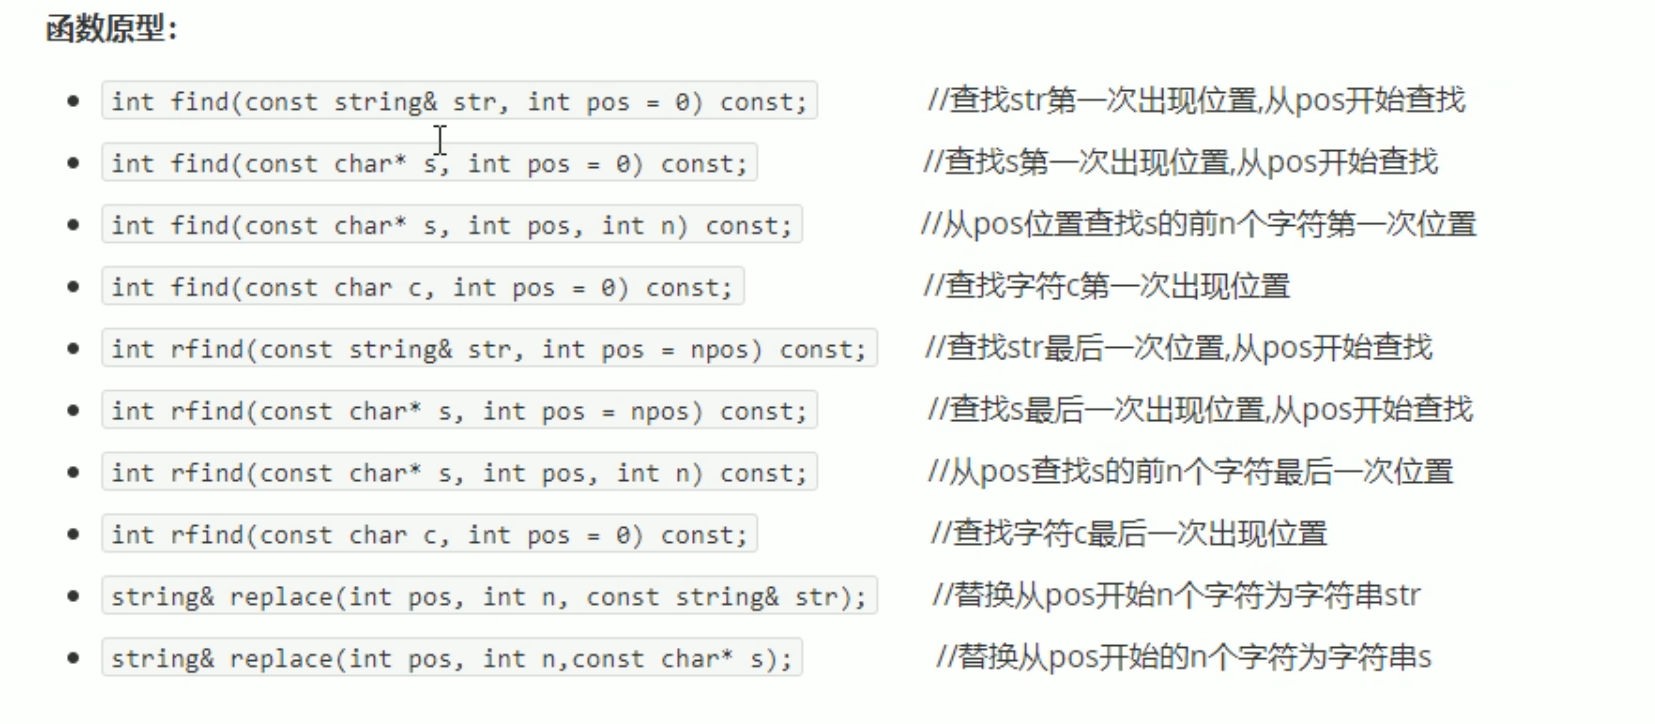 函数原型：
int find(const string& str, int pos = 0) const; //查找str第一次出现位置,从pos开始查找
int find(const char* s, int pos = 0) const; //查找s第一次出现位置,从pos开始查找
int find(const char* s, int pos, int n) const; //从pos位置查找s的前n个字符第一次位置
int find(const char c, int pos = 0) const; //查找字符c第一次出现位置
int rfind(const string& str, int pos = npos) const; //查找str最后一次位置,从pos开始查找
int rfind(const char* s, int pos = npos) const; //查找s最后一次出现位置,从pos开始查找
int rfind(const char* s, int pos, int n) const; //从pos查找s的前n个字符最后一次位置
int rfind(const char c, int pos = 0) const; //查找字符c最后一次出现位置
string& replace(int pos, int n, const string& str); //替换从pos开始n个字符为字符串str
string& replace(int pos, int n,const char* s); //替换从pos开始的n个字符为字符串s